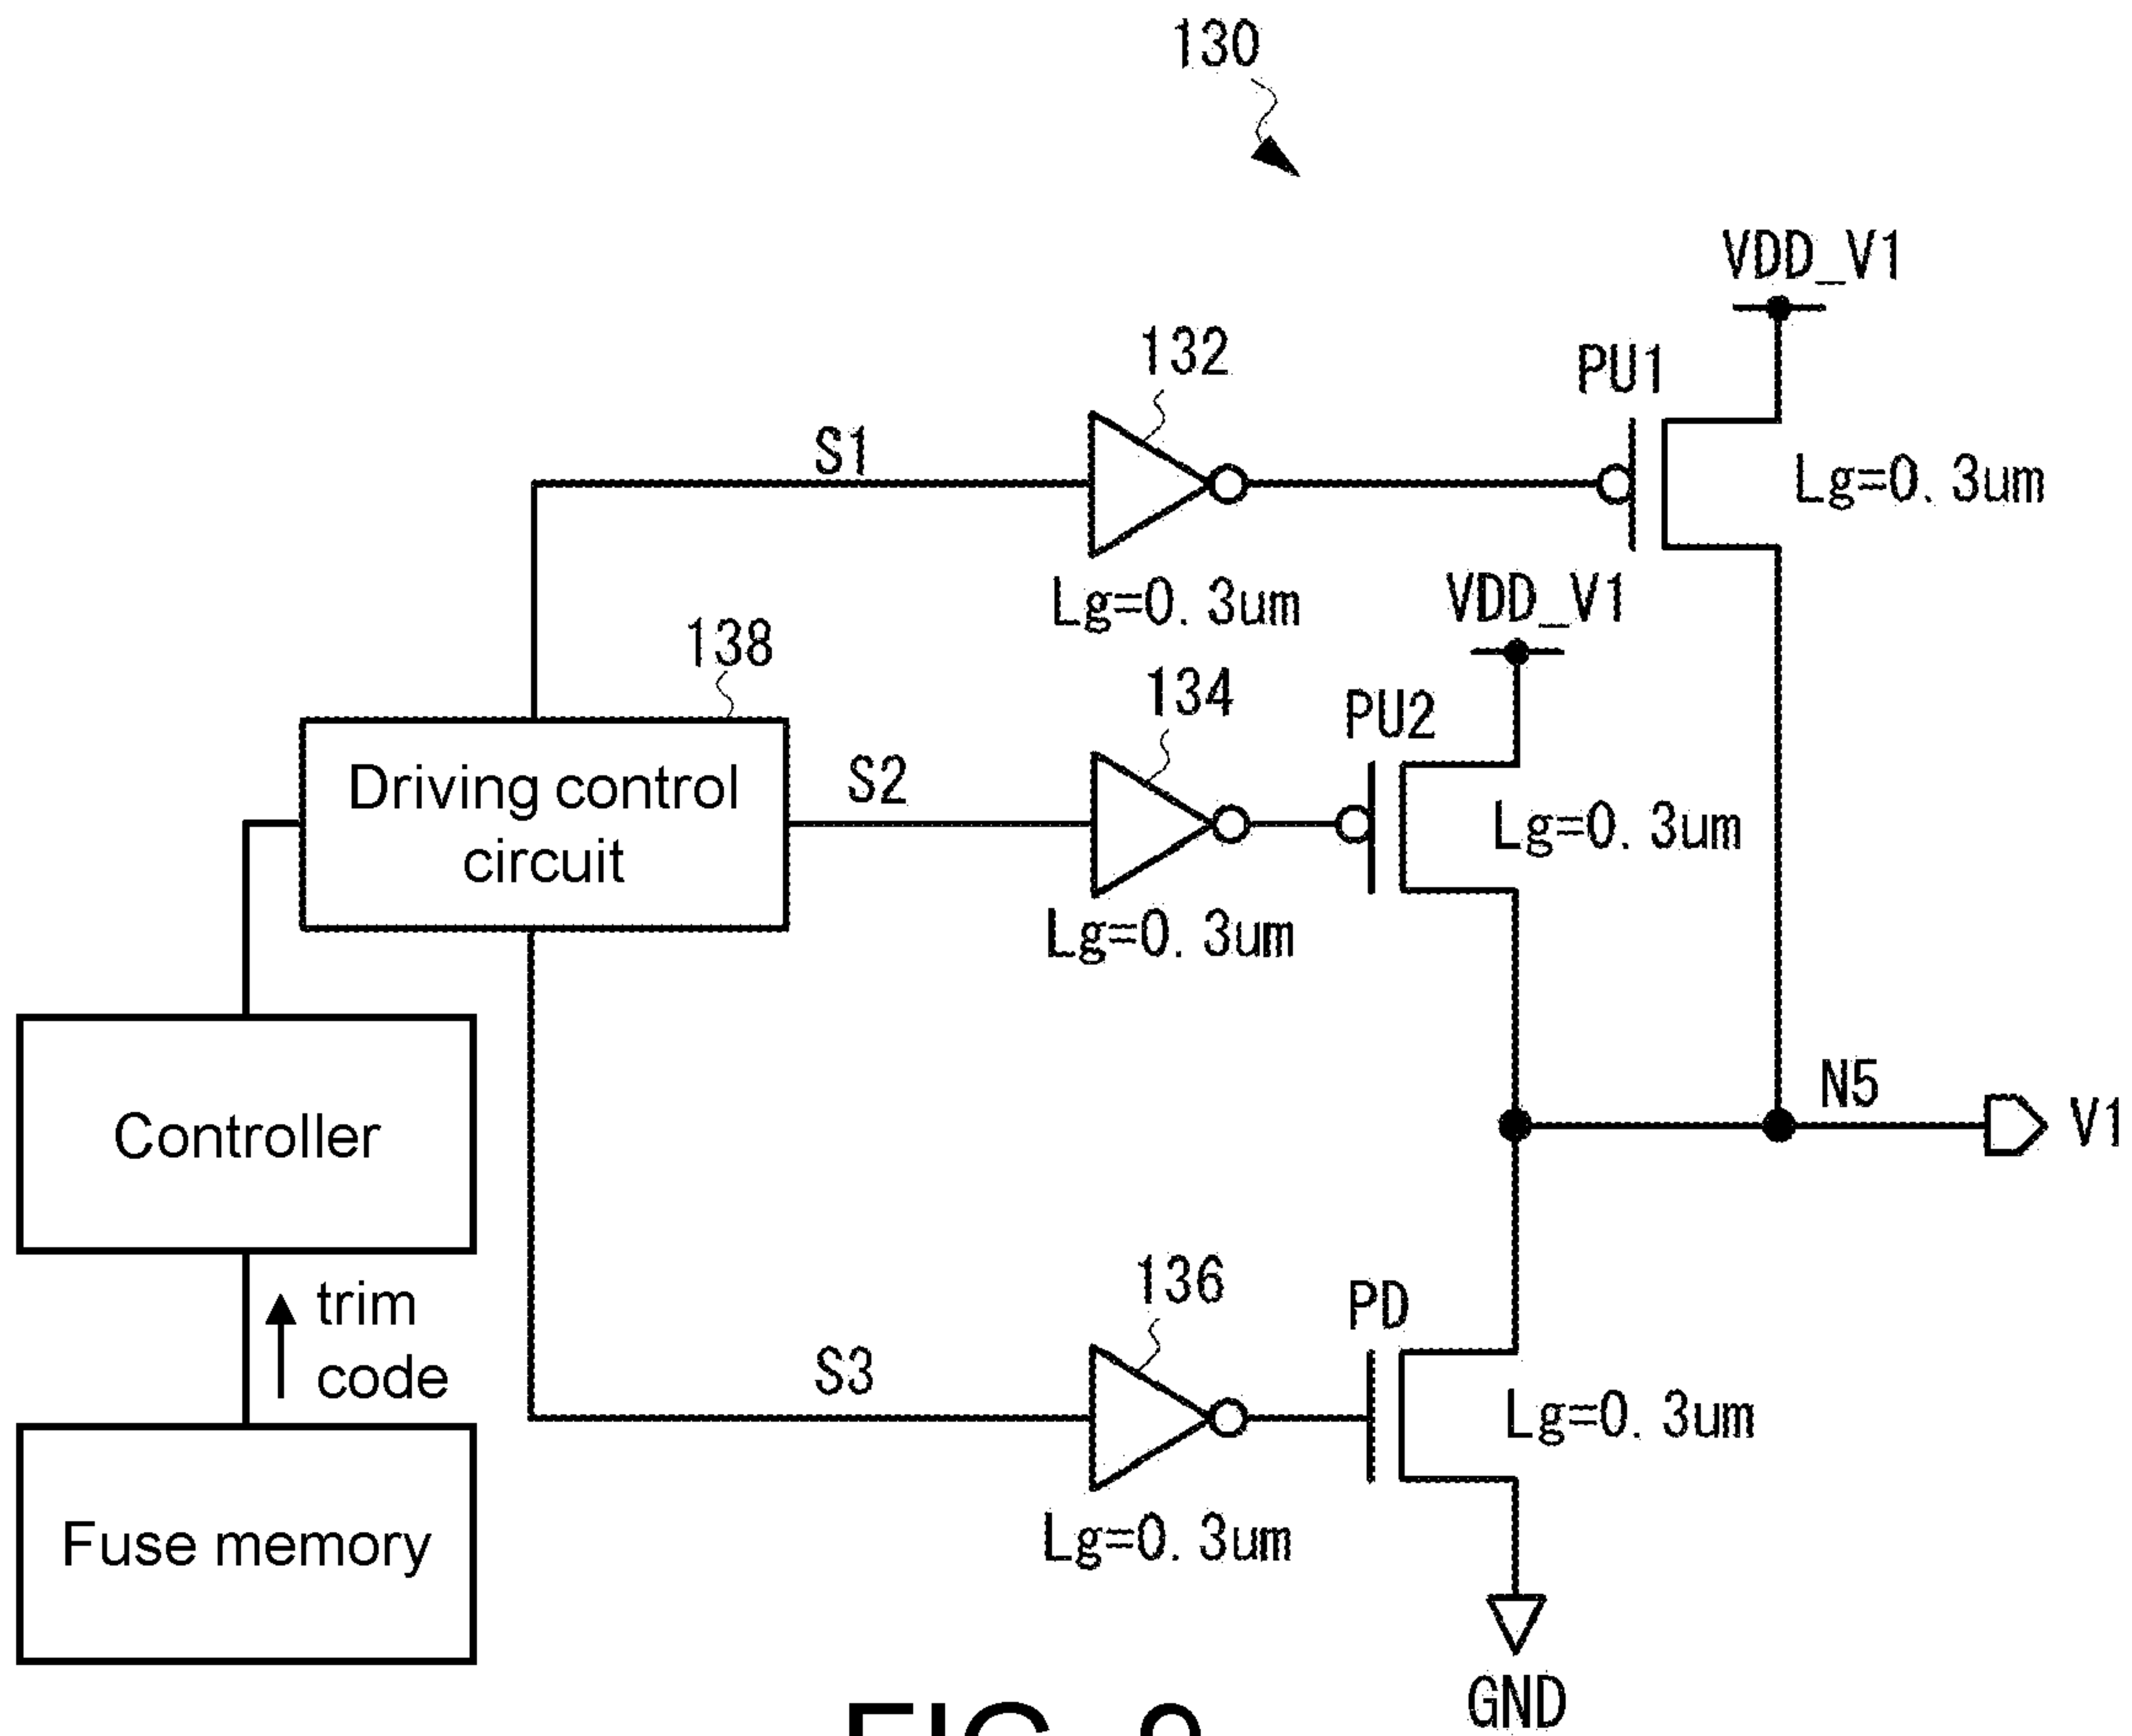 130
VDD_V1
132
PU1
S1
Lg=0.3um
Lg=0.3um
VDD_V1
138
134
PU2
Driving control
circuit
S2
Lg=0.3um
Lg=0.3um
Controller
N5
V1
trim
code
136
PD
S3
Lg=0.3um
Fuse memory
Lg=0.3um
GND